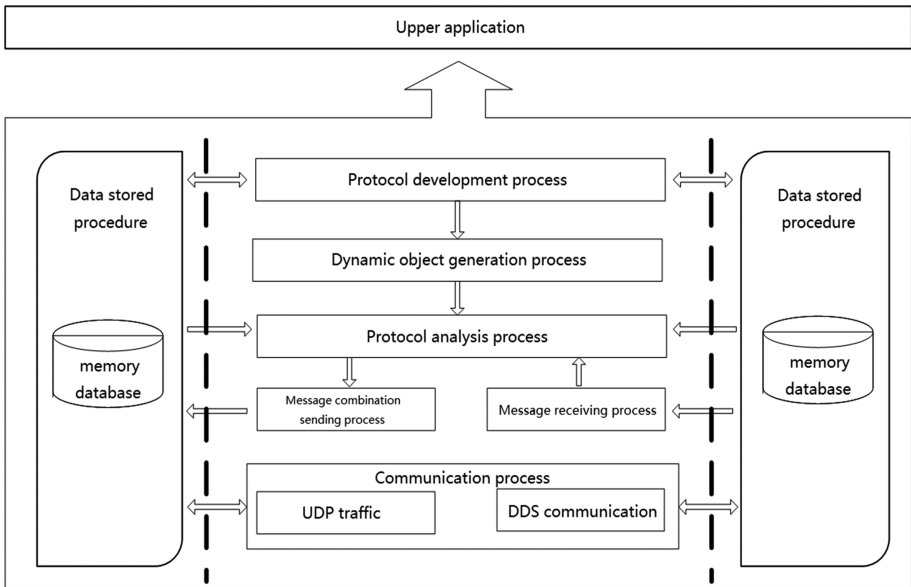 Upper application
Data stored
procedure
memory
database
Protocol development process
Dynamic object generation process
Protocol analysis process
Message combination
sending process
Message receiving process
Communication process
UDP traffic
DDS communication
Data stored
procedure
memory
database